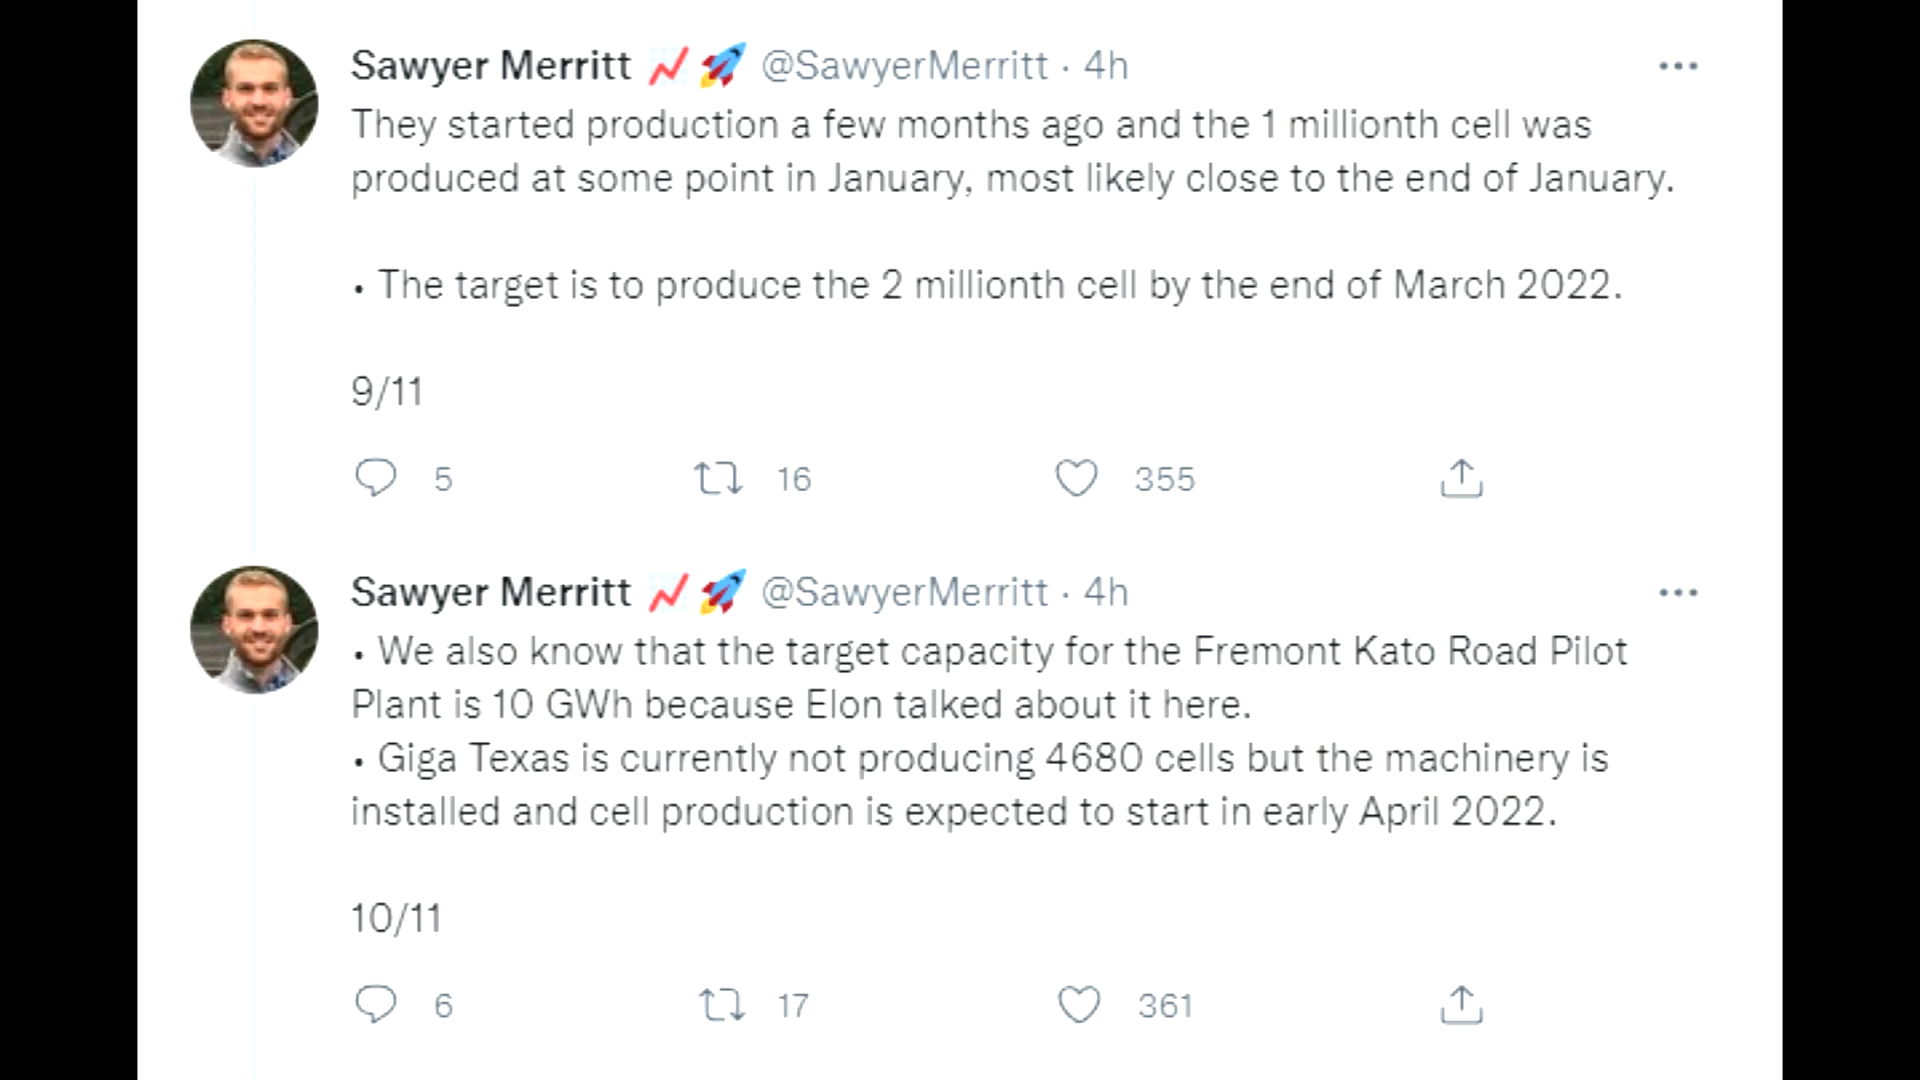 Sawyer Merritt 📈🚀 @SawyerMerritt · 4h
They started production a few months ago and the 1 millionth cell was
produced at some point in January, most likely close to the end of January.
• The target is to produce the 2 millionth cell by the end of March 2022.
9/11
5 16 355
Sawyer Merritt 📈🚀 @SawyerMerritt · 4h
• We also know that the target capacity for the Fremont Kato Road Pilot
Plant is 10 GWh because Elon talked about it here.
• Giga Texas is currently not producing 4680 cells but the machinery is
installed and cell production is expected to start in early April 2022.
10/11
6 17 361